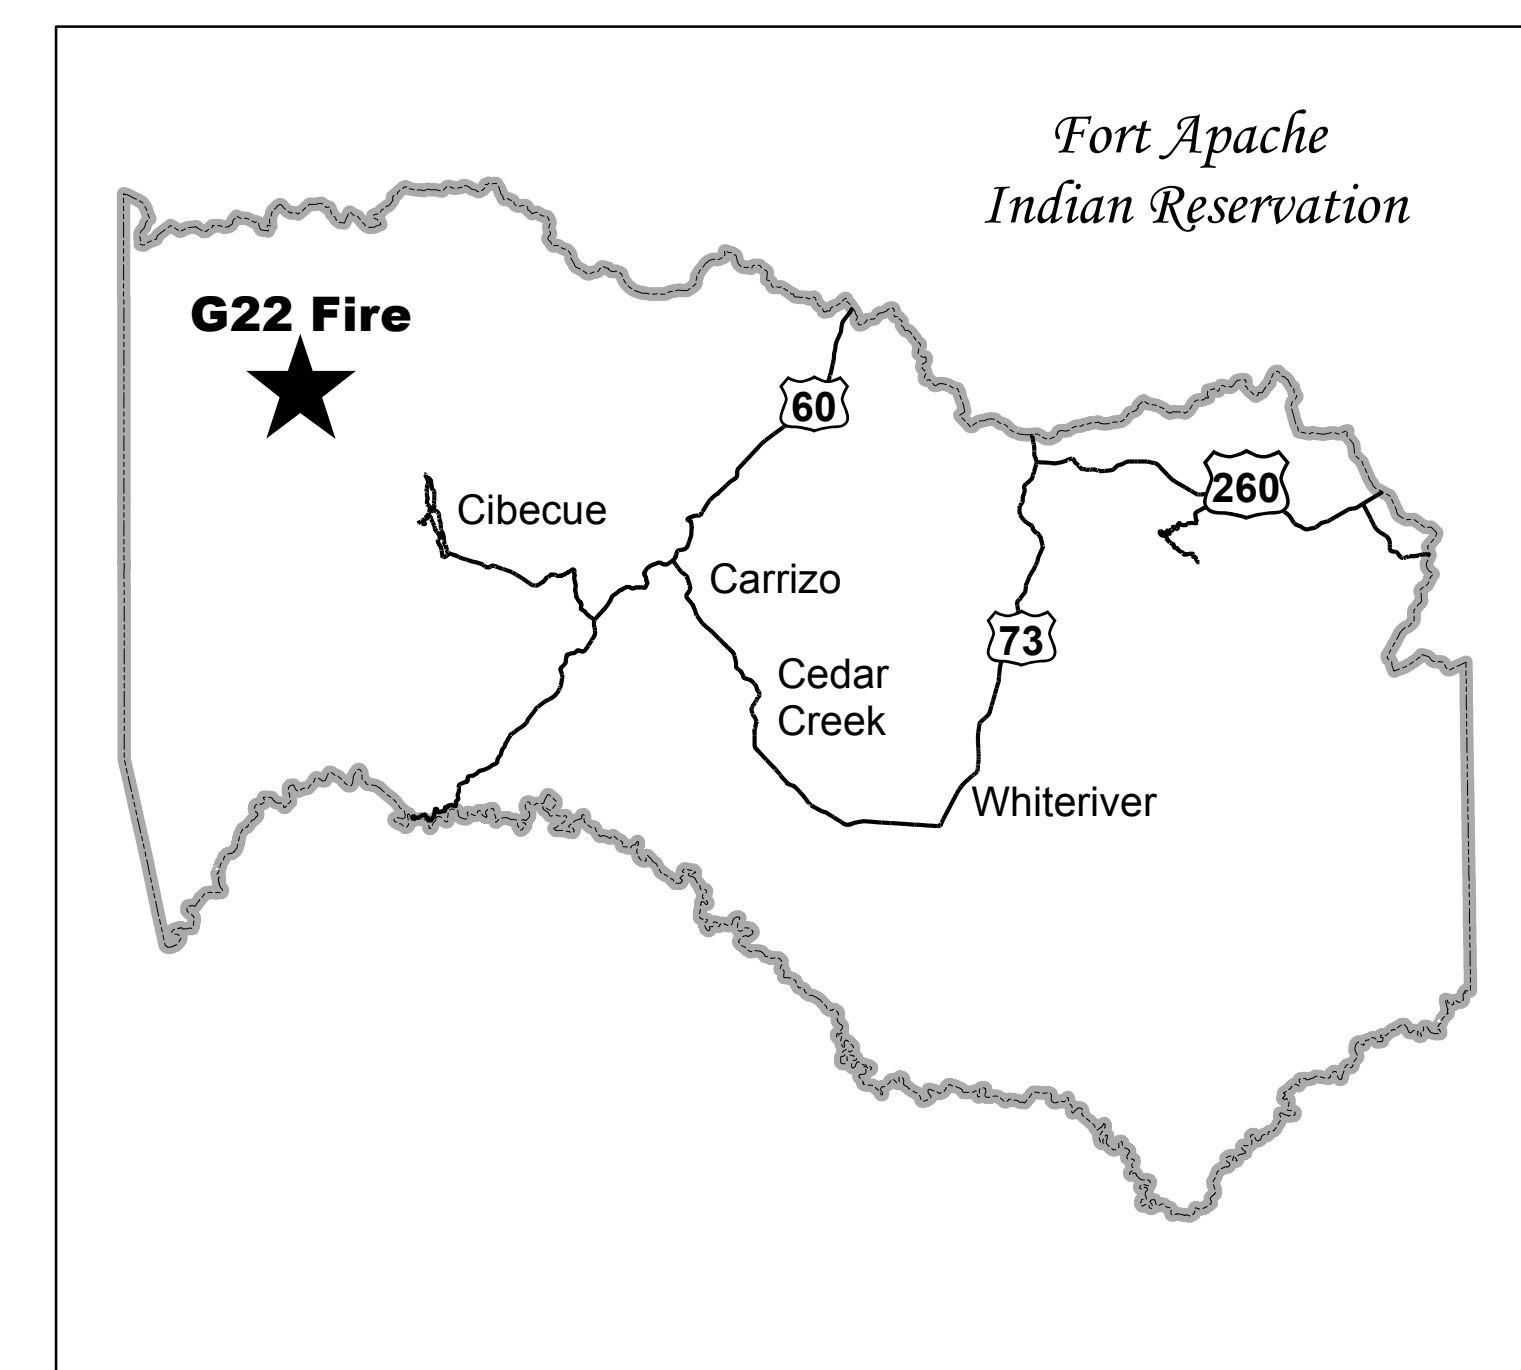 Fort Apache
Indian Reservation
G22 Fire
60
260
Cibecue
Carrizo
73
Cedar
Creek
Whiteriver